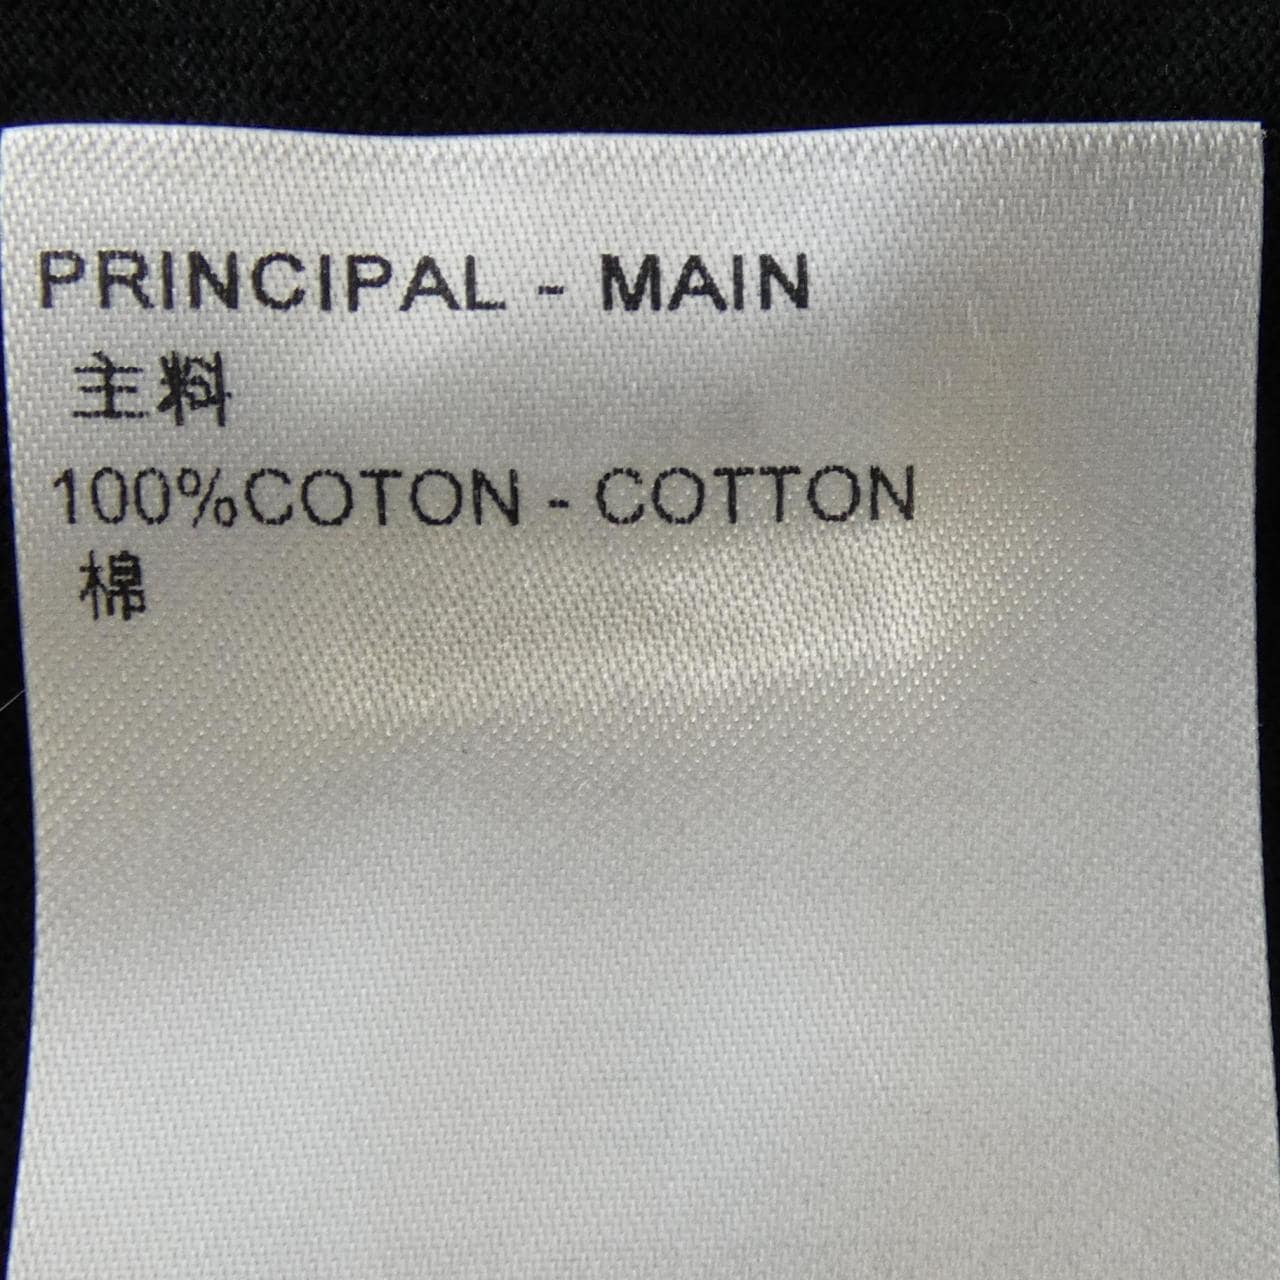 PRINCIPAL - MAIN
主料
100%COTON - COTTON
棉